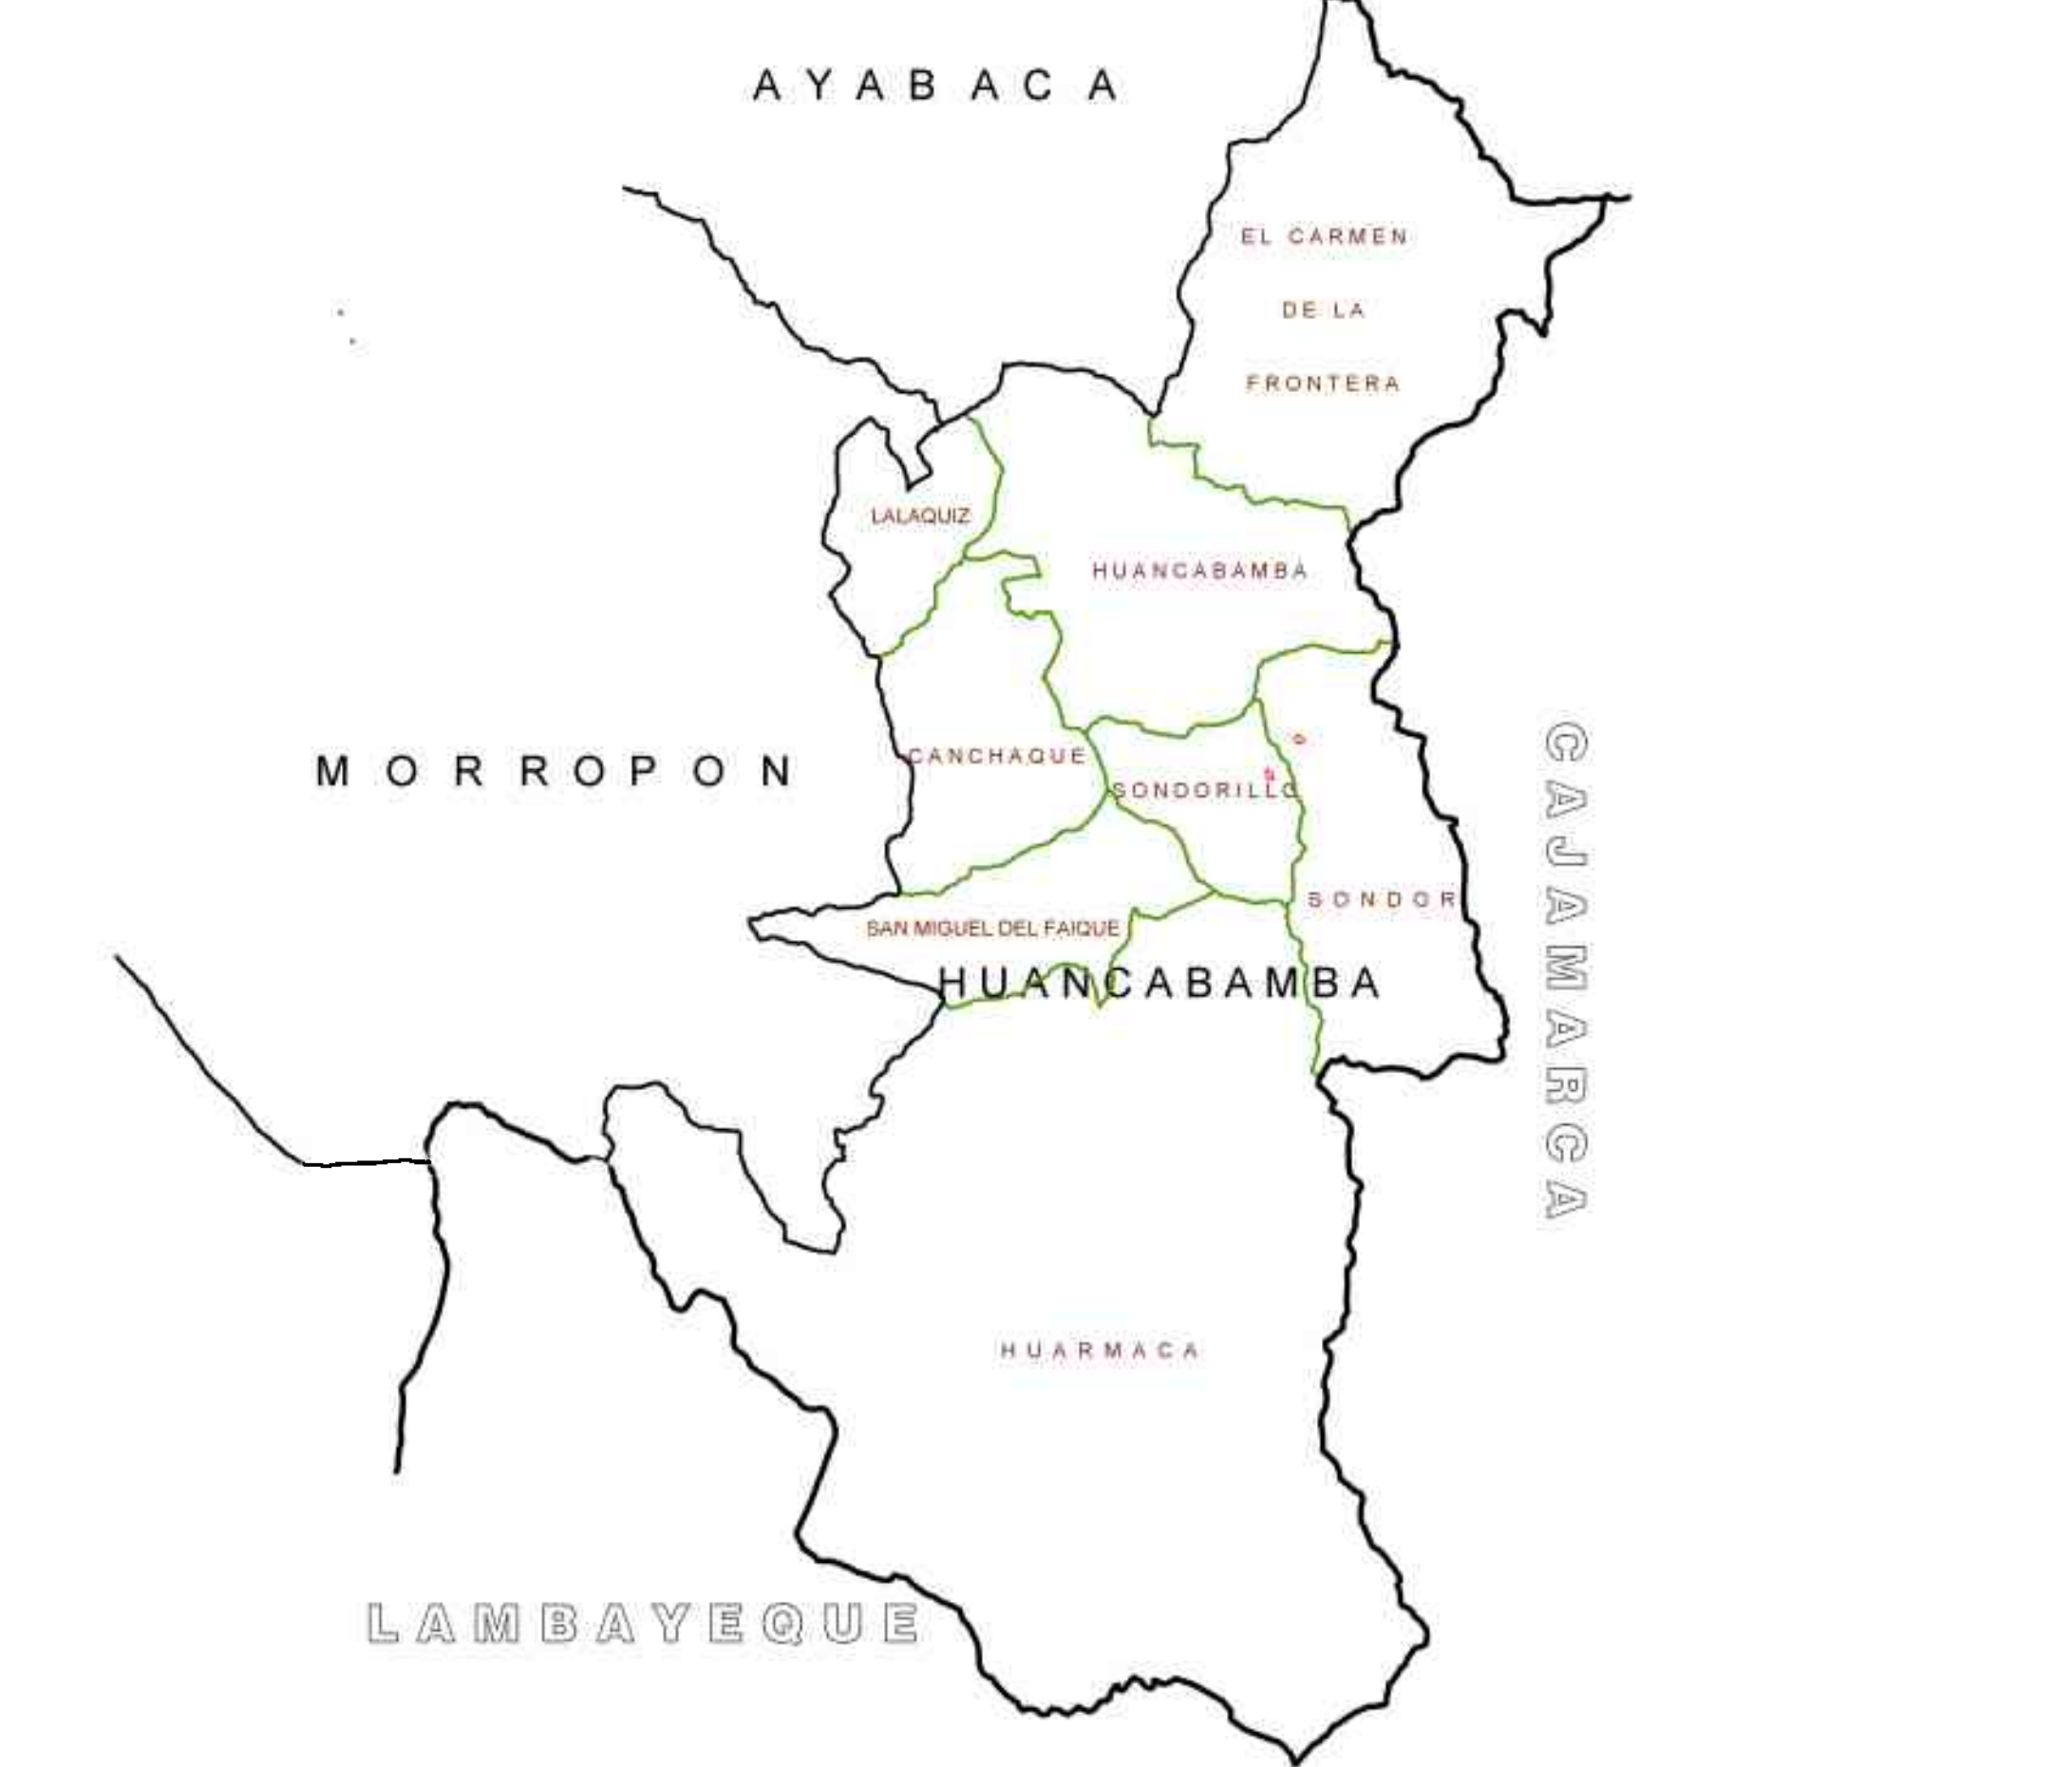 AYABACA
EL CARMEN
DE LA
FRONTERA
LALAQUIZ
HUANCABAMBA
MORROPON
CANCHAQUE
SONDORILLO
CAJAMARCA
SONDOR
SAN MIGUEL DEL FAIQUE
HUANCABAMBA
HUARMACA
LAMBAYEQUE